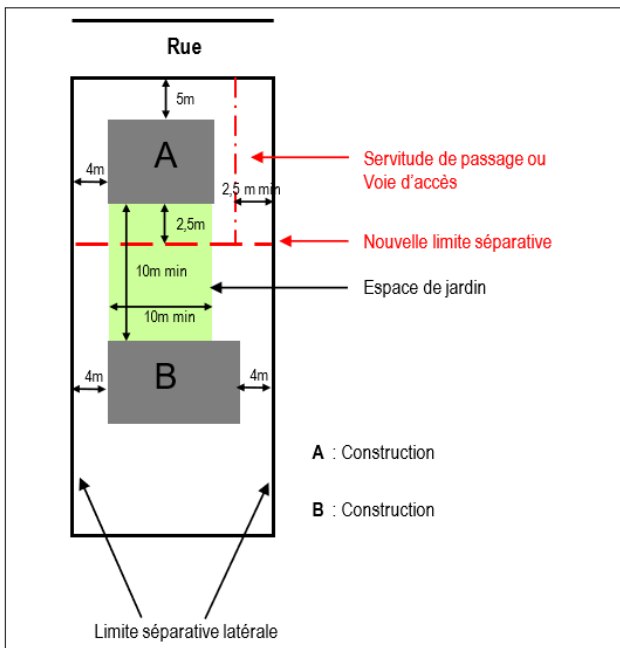 Rue
5m
A
4m
Servitude de passage ou
Voie d'accès
2,5 m min
2,5m
Nouvelle limite séparative
10m min
Espace de jardin
10m min
B
4m
4m
A : Construction
B : Construction
Limite séparative latérale